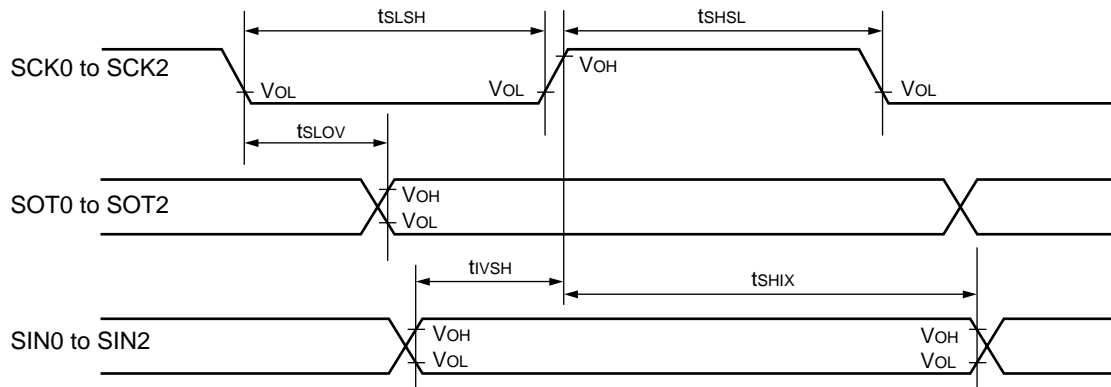 tSLSH
tSHSL
SCK0 to SCK2
VOH
VOL
VOL
VOL
tSLOV
SOT0 to SOT2
VOH
VOL
tIVSH
tSHIX
SIN0 to SIN2
VOH
VOH
VOL
VOL